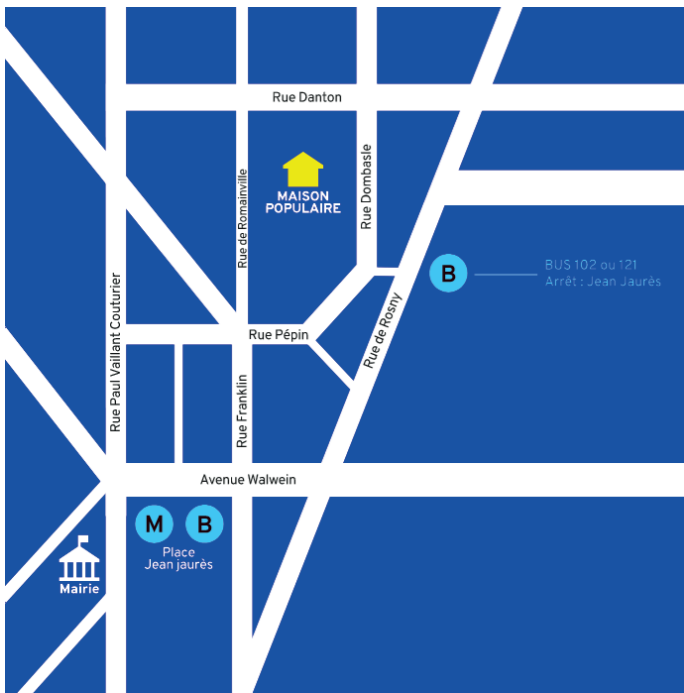 Rue Danton
Rue de Romainville
MAISON
POPULAIRE
Rue Dombasle
B
BUS 102 ou 121
Arrêt : Jean Jaurès
Rue Paul Vaillant Couturier
Rue Pépin
Rue de Rosny
Rue Franklin
Avenue Walwein
M
B
Place
Jean jaurès
Mairie